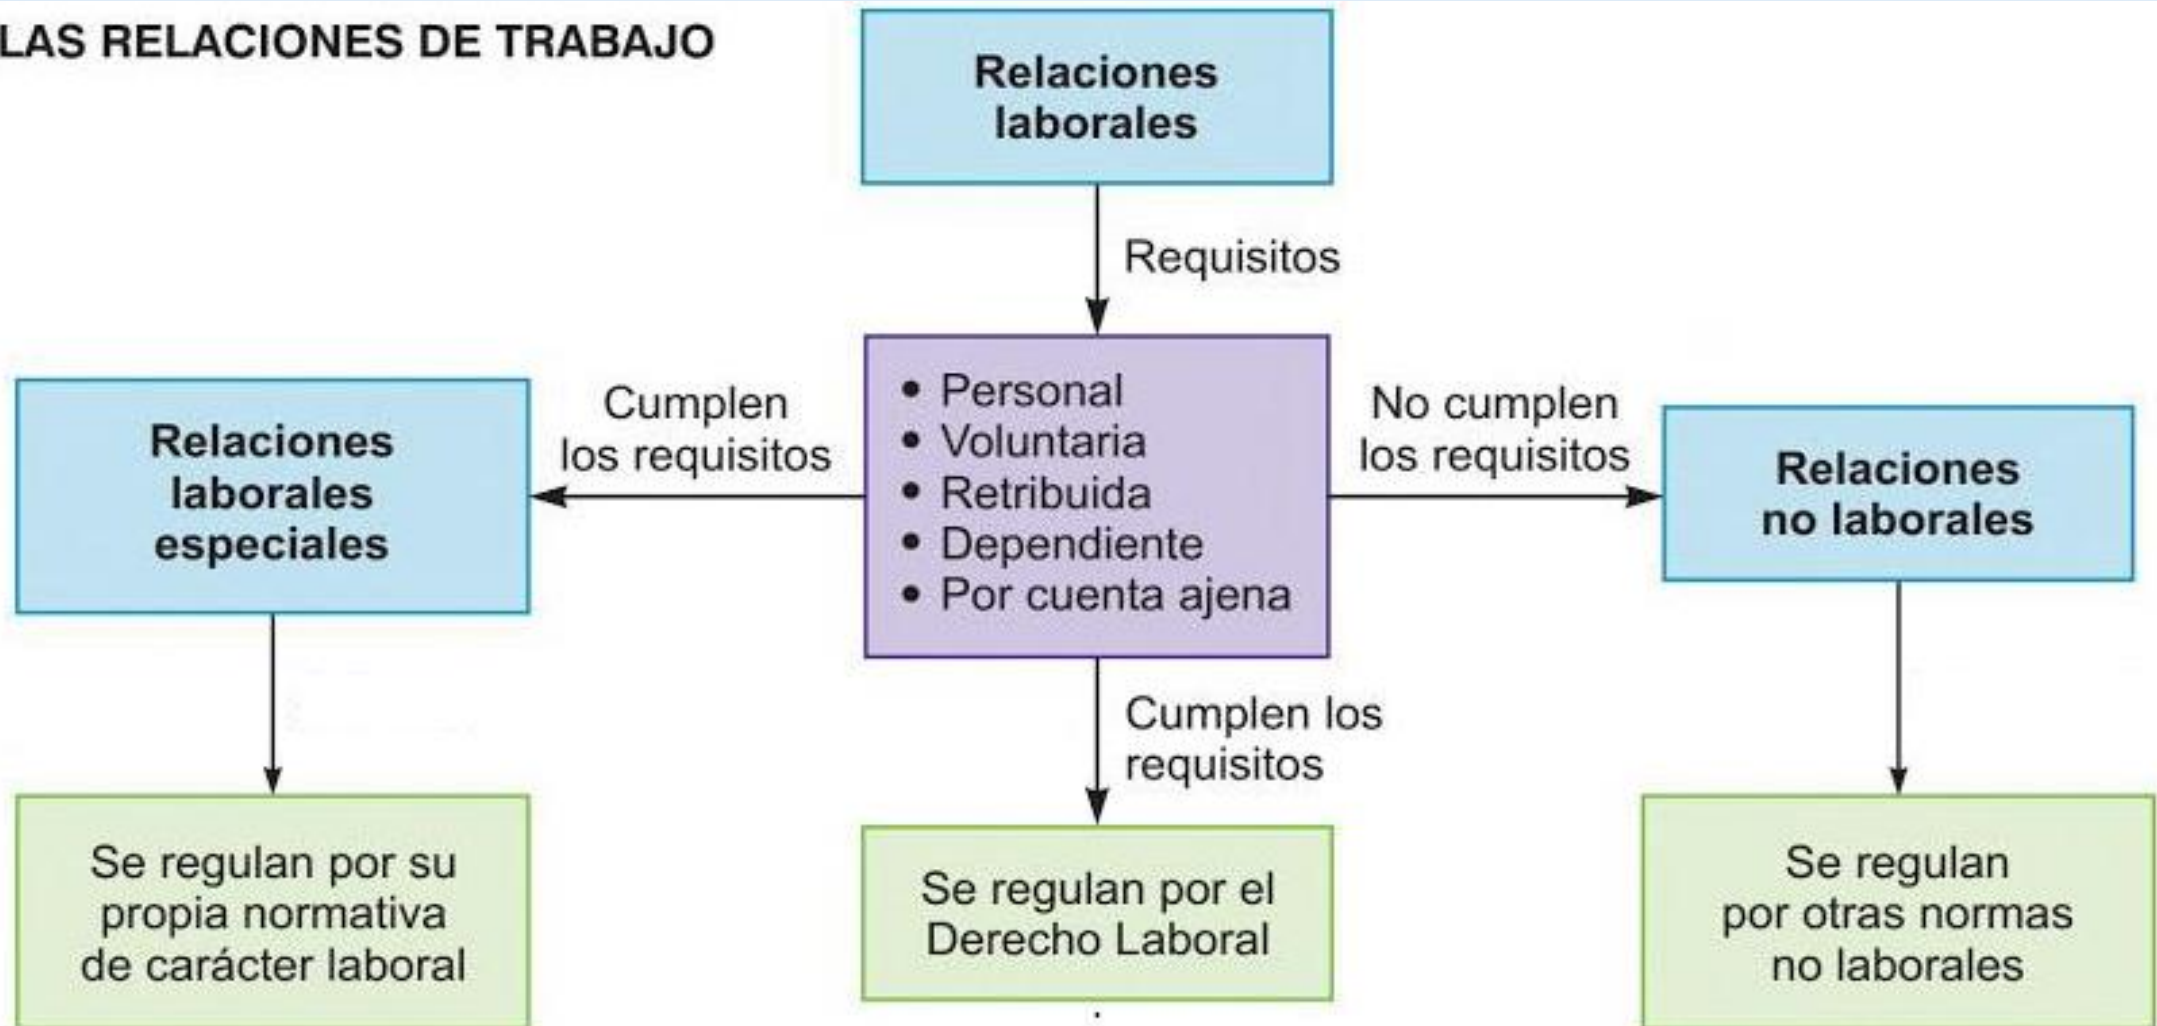 LAS RELACIONES DE TRABAJO
Relaciones
laborales
Requisitos
• Personal
• Voluntaria
• Retribuida
• Dependiente
• Por cuenta ajena
Cumplen
los requisitos
Relaciones
laborales
especiales
Se regulan por su
propia normativa
de carácter laboral
Cumplen los
requisitos
Se regulan por el
Derecho Laboral
No cumplen
los requisitos
Relaciones
no laborales
Se regulan
por otras normas
no laborales